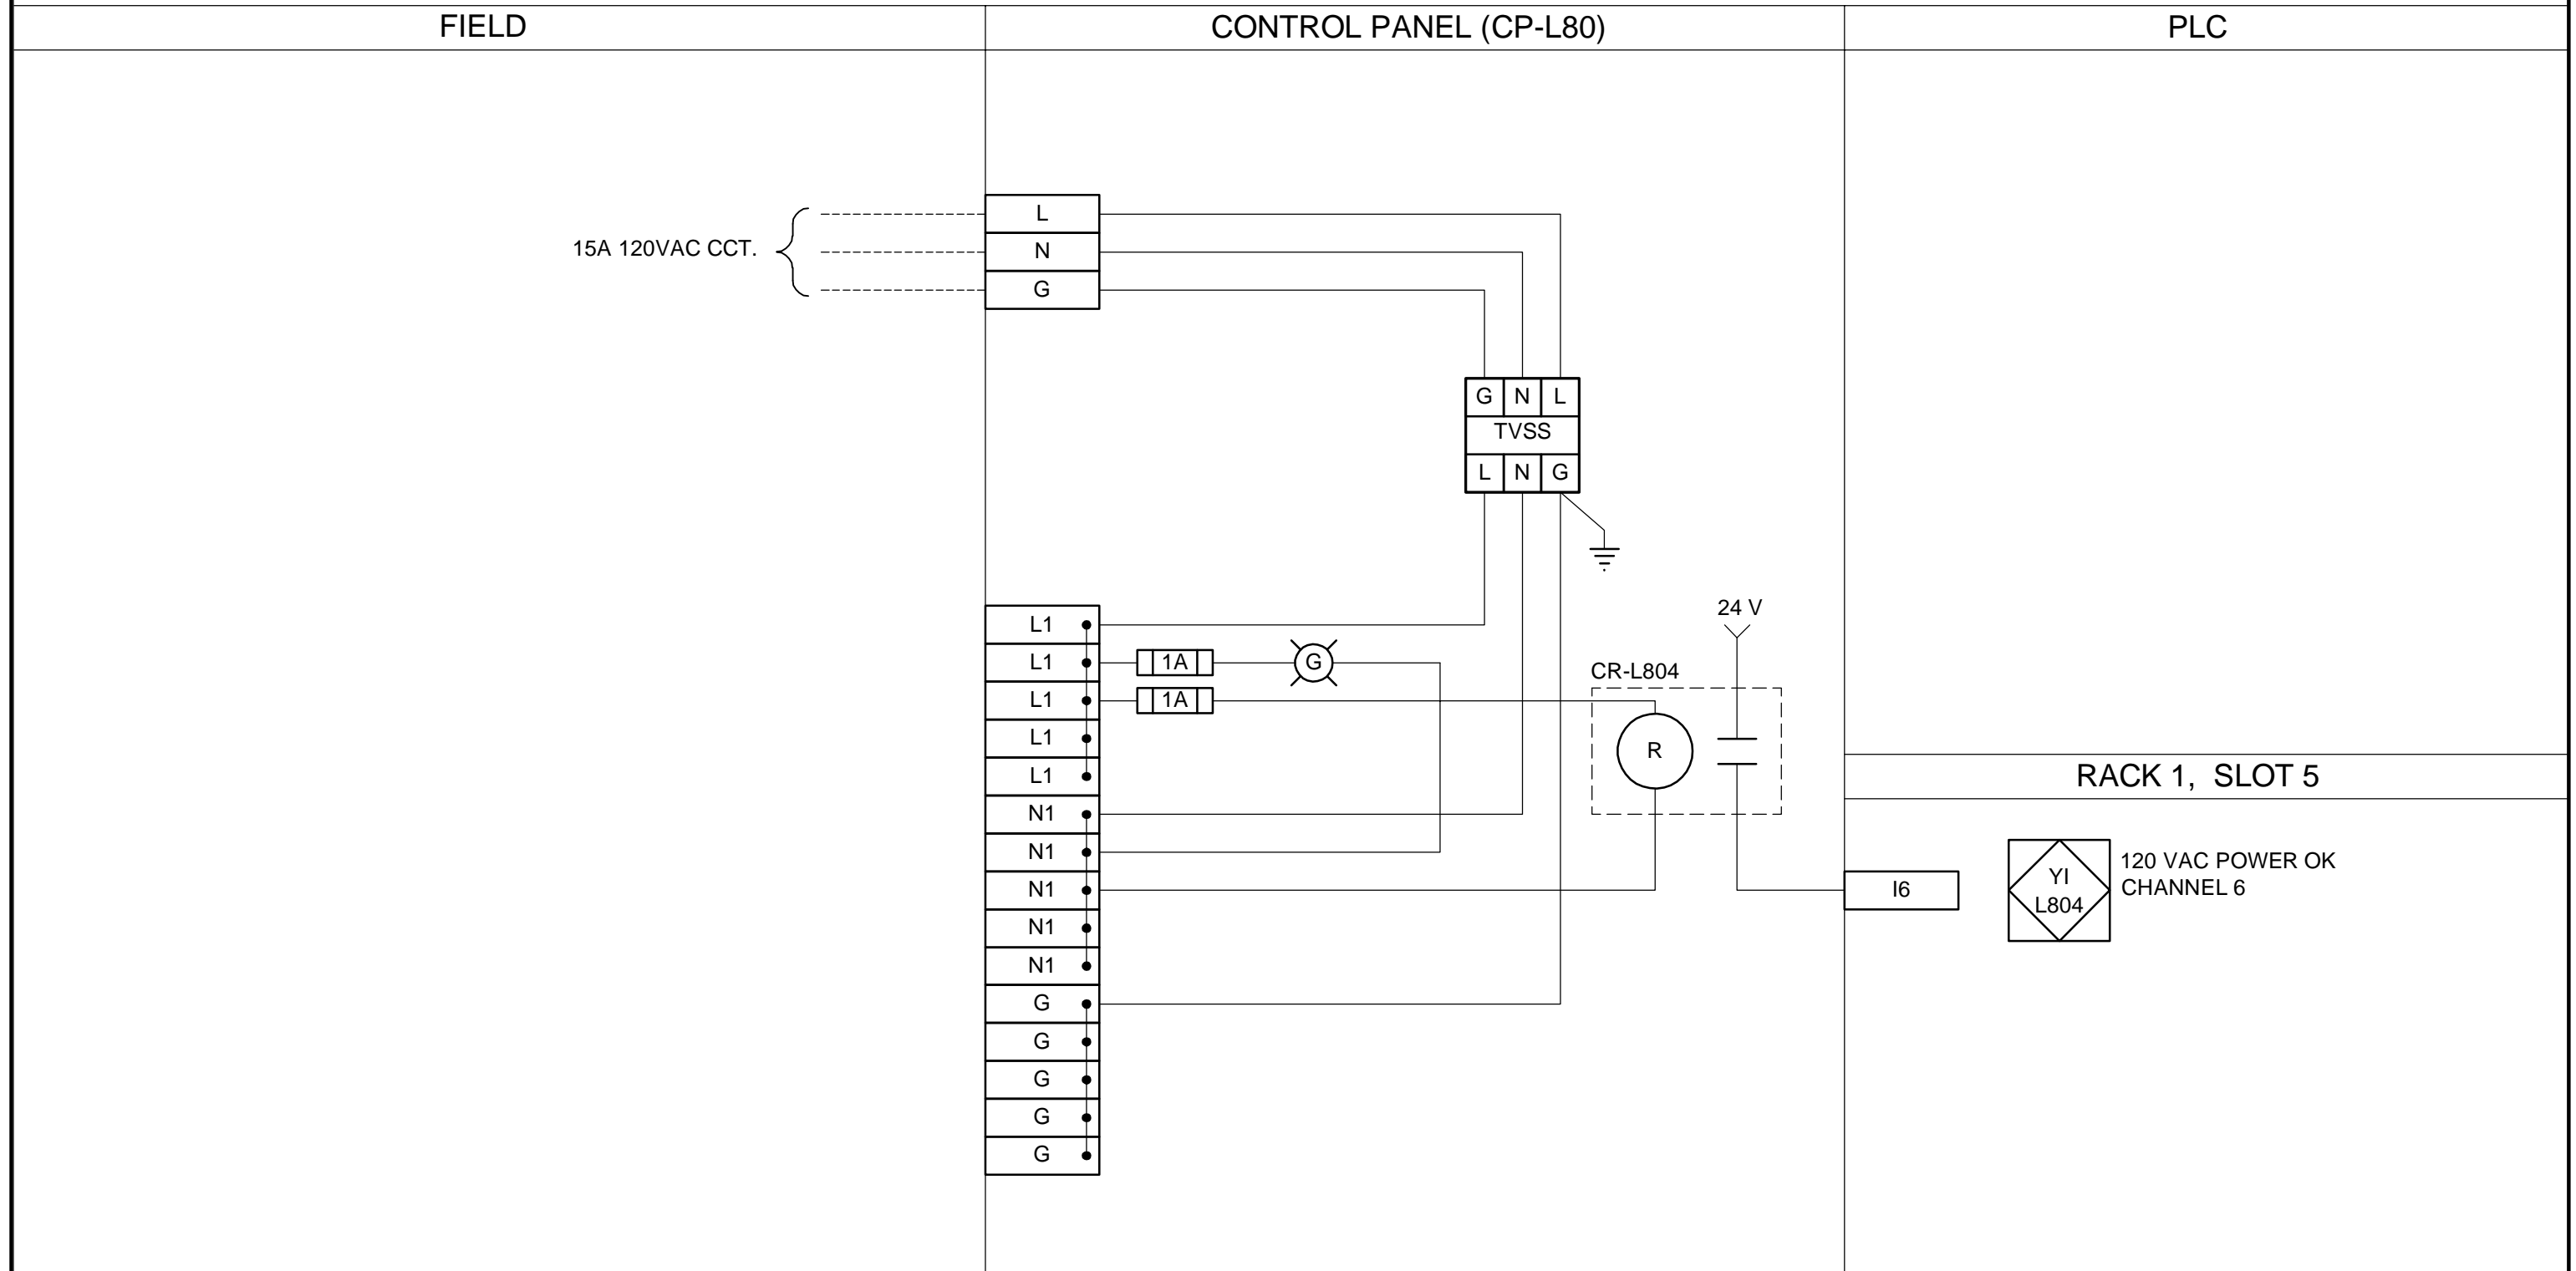 FIELD
CONTROL PANEL (CP-L80)
PLC
15A 120VAC CCT.
L
N
G
G N L
TVSS
L N G
24 V
L1
L1
1A
G
CR-L804
L1
1A
L1
R
L1
RACK 1, SLOT 5
N1
N1
N1
N1
N1
I6
YI
L804
120 VAC POWER OK
CHANNEL 6
G
G
G
G
G